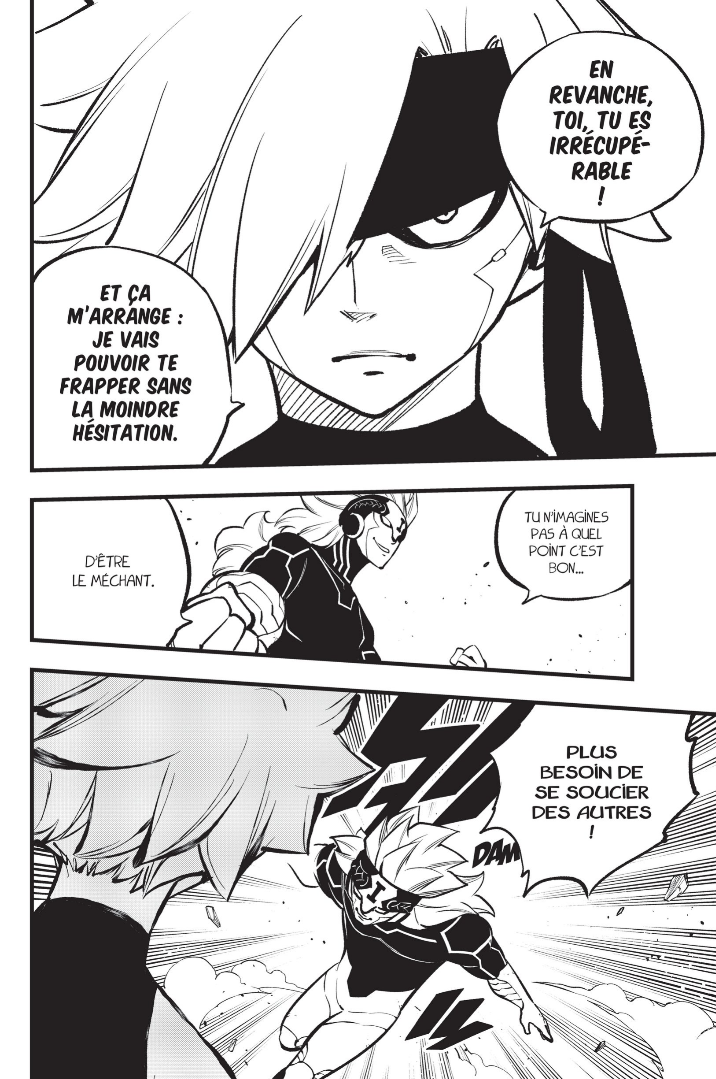 EN
REVANCHE,
TOI, TU ES
IRRÉCUPÉ-
RABLE
!
ET ÇA
M'ARRANGE :
JE VAIS
POUVOIR TE
FRAPPER SANS
LA MOINDRE
HÉSITATION.
TU N'IMAGINES
PAS À QUEL
POINT C'EST
BON...
D'ÊTRE
LE MÉCHANT.
PLUS
BESOIN DE
SE SOUCIER
DES AUTRES
!
DAM